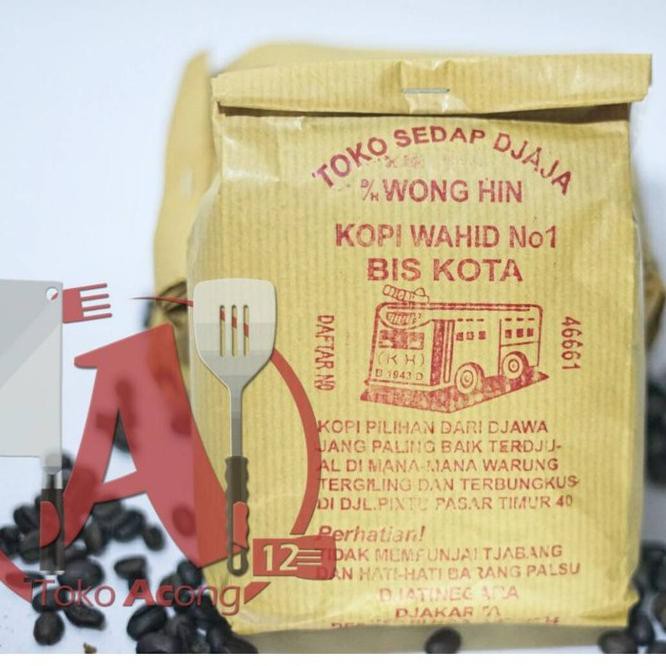 TOKO SEDAP DJAJA
D/H WONG HIN
KOPI WAHID No1
BIS KOTA
(KH)
B 1943 D
DAFTAR NO
46661
KOPI PILIHAN DARI DJAWA
JANG PALING BAIK TERDJU-
AL DI MANA-MANA WARUNG
TERGILING DAN TERBUNGKUS
DI DJL.PINTU PASAR TIMUR 40
Perhatian!
TIDAK MEMPUNJAI TJABANG
DAN HATI-HATI BARANG PALSU
DJATINEGARA
DJAKARTA
A
12
Toko Acong